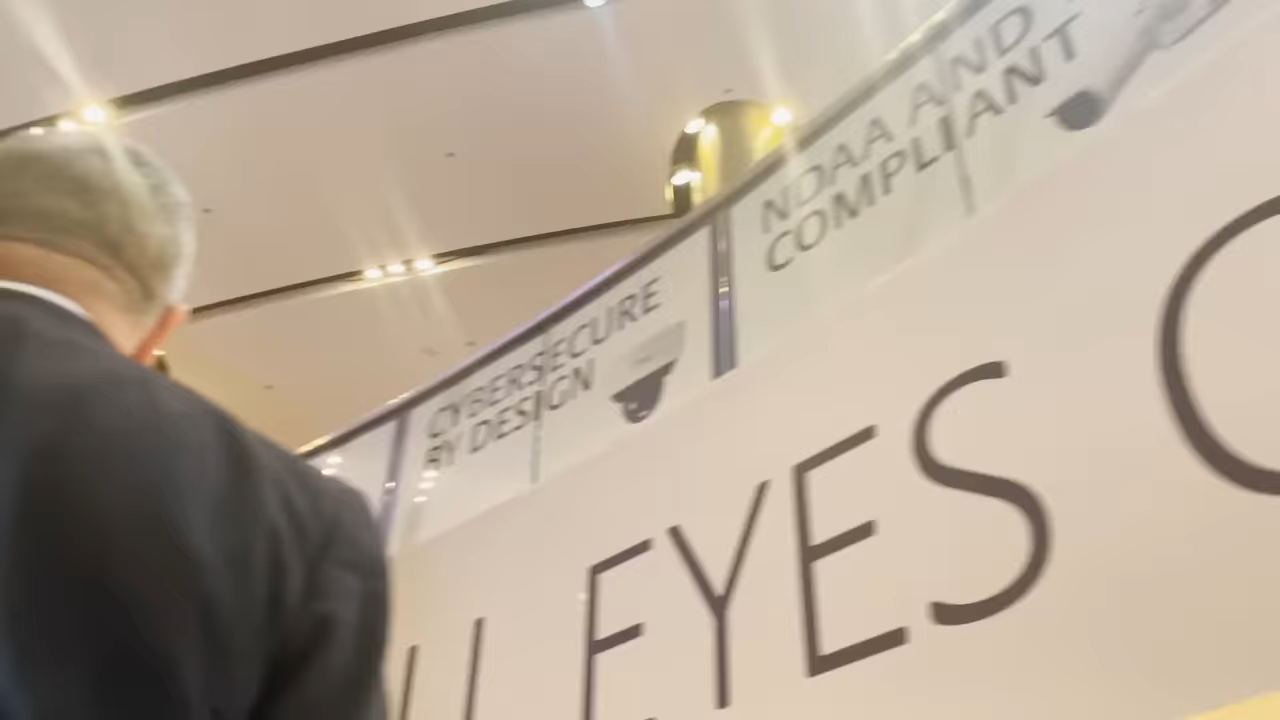 CYBERSECURE
BY DESIGN
NDAA AND
COMPLIANT
EYES